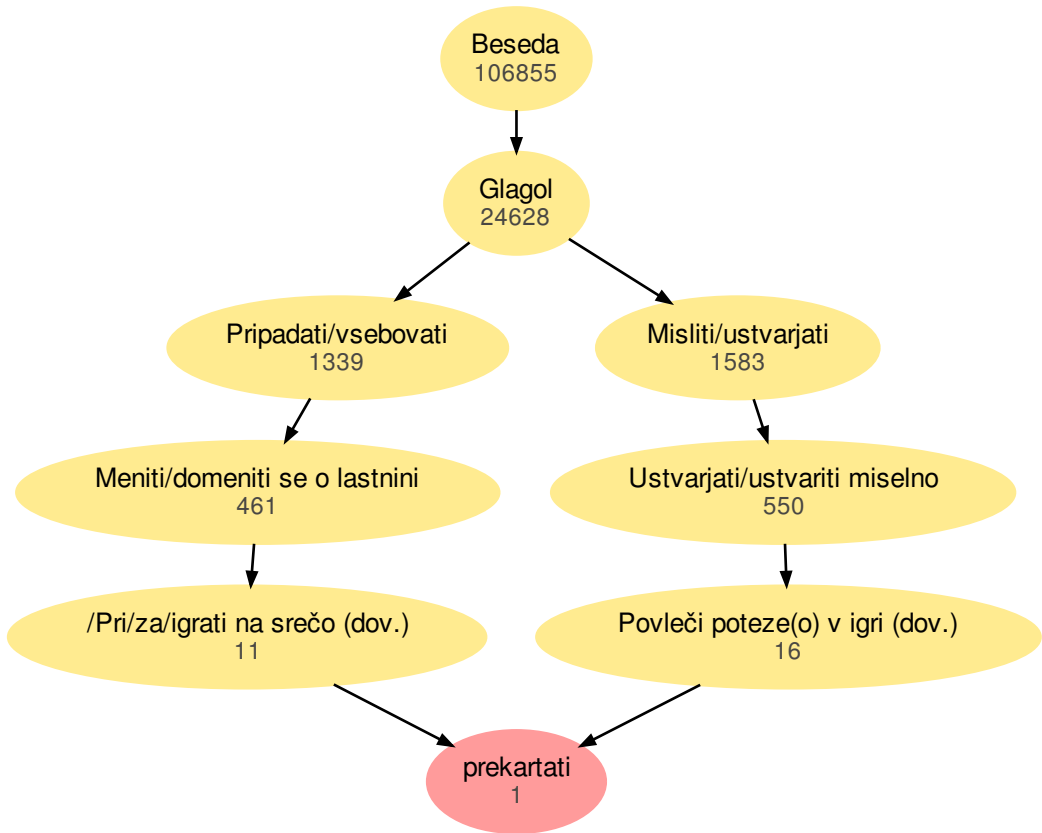 Beseda
106855
Glagol
24628
Pripadati/vsebovati
1339
Misliti/ustvarjati
1583
Meniti/domeniti se o lastnini
461
Ustvarjati/ustvariti miselno
550
/Pri/za/igrati na srečo (dov.)
11
Povleči poteze(o) v igri (dov.)
16
prekartati
1